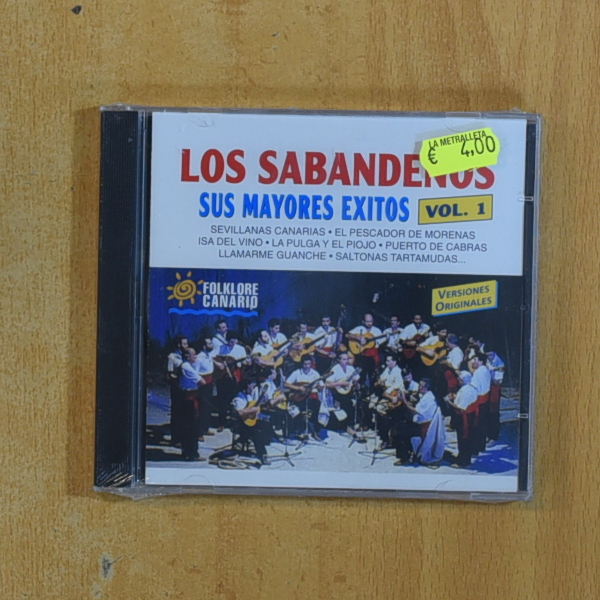 LA METRALLETA
€ 4,00
LOS SABANDEÑOS
SUS MAYORES EXITOS VOL. 1
SEVILLANAS CANARIAS • EL PESCADOR DE MORENAS
ISA DEL VINO • LA PULGA Y EL PIOJO • PUERTO DE CABRAS
LLAMARME GUANCHE • SALTONAS TARTAMUDAS...
FOLKLORE
CANARIO
VERSIONES
ORIGINALES